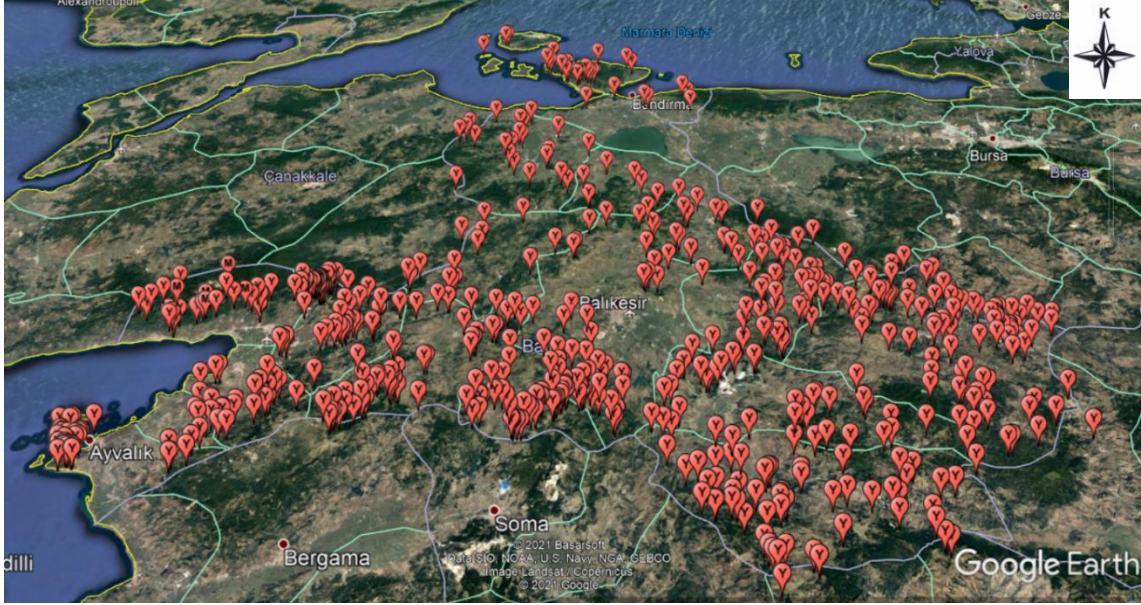 Alexandroupoli
Gebze
K
Marmara Denizi
Yalova
Bandırma
Bursa
Bursa
Çanakkale
Balıkesir
Ayvalık
Soma
Bergama
dilli
© 2021 Basarsoft
Data SIO, NOAA, U.S. Navy, NGA, GEBCO
Image Landsat / Copernicus
© 2021 Google
Google Earth